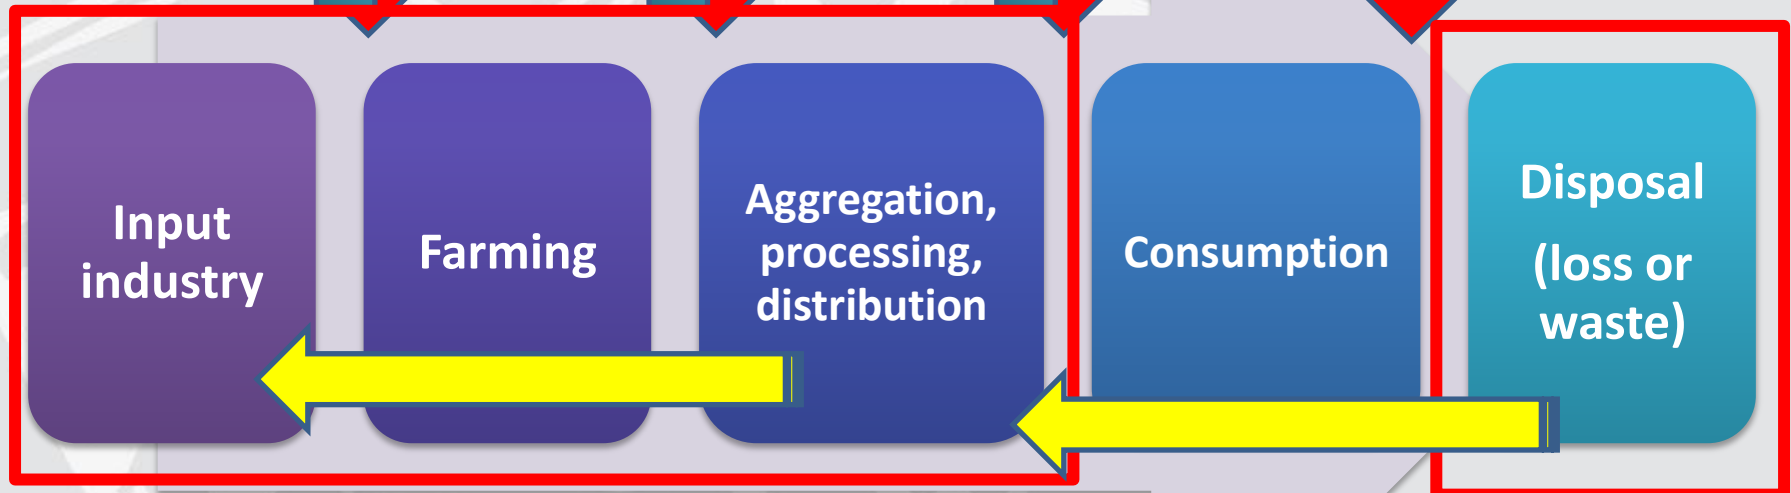 Input
industry
Farming
Aggregation,
processing,
distribution
Consumption
Disposal
(loss or
waste)